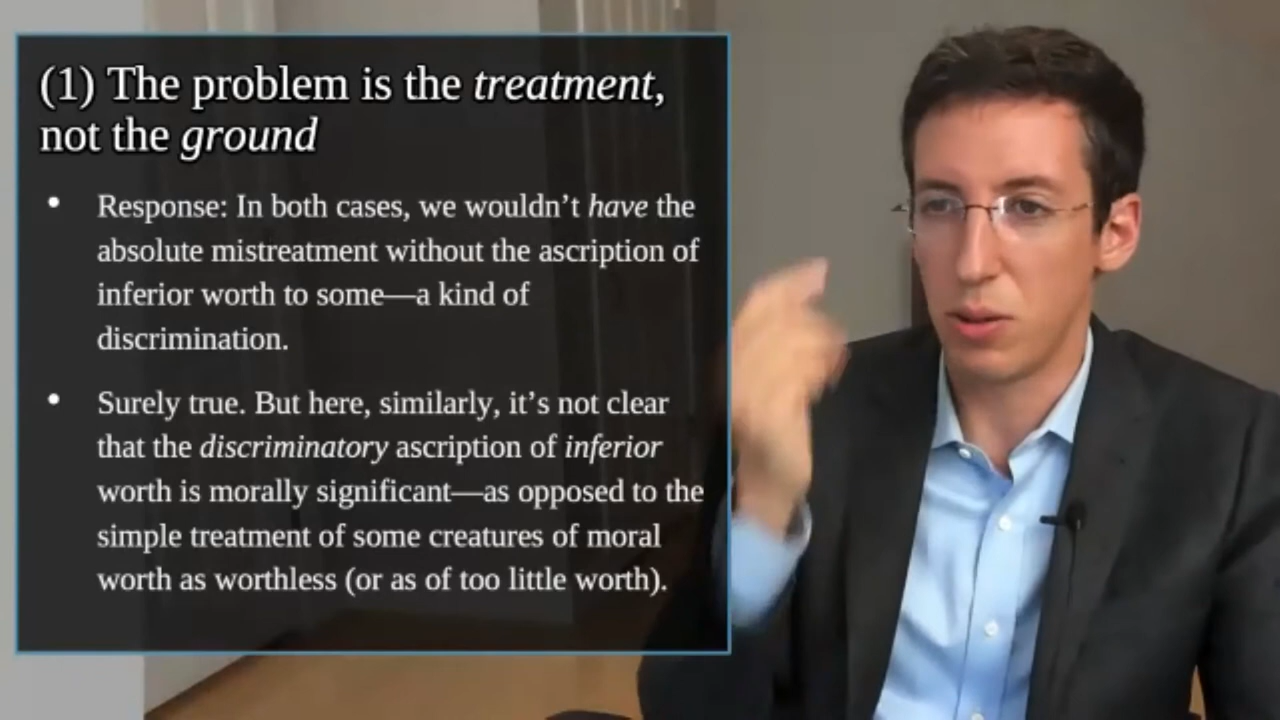 (1) The problem is the treatment,
not the ground
• Response: In both cases, we wouldn’t have the
absolute mistreatment without the ascription of
inferior worth to some—a kind of
discrimination.
• Surely true. But here, similarly, it’s not clear
that the discriminatory ascription of inferior
worth is morally significant—as opposed to the
simple treatment of some creatures of moral
worth as worthless (or as of too little worth).